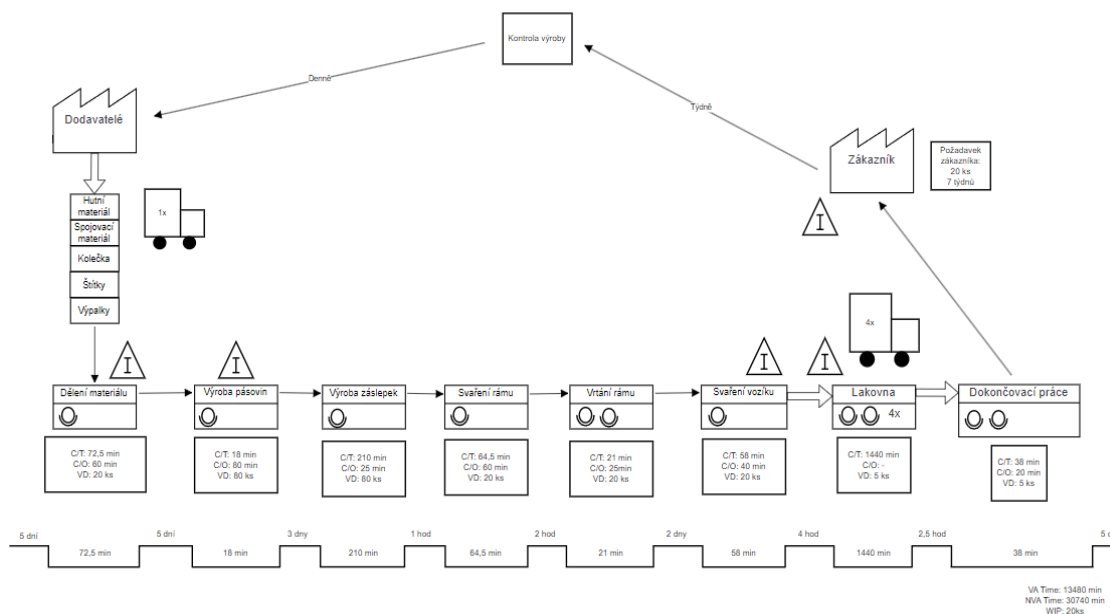 Kontrola výroby
Denně
Týdně
Dodavatelé
Zákazník
Požadavek
zákazníka:
20 ks
7 týdnů
Hutní
materiál
Spojovací
materiál
Kolečka
Štítky
Výpalky
1x
I
4x
I
I
I
I
Dělení materiálu
Výroba pásovin
Výroba záslepek
Svaření rámu
Vrtání rámu
Svaření vozíku
Lakovna
Dokončovací práce
4x
C/T: 72,5 min
C/O: 60 min
VD: 20 ks
C/T: 18 min
C/O: 80 min
VD: 80 ks
C/T: 210 min
C/O: 25 min
VD: 80 ks
C/T: 64,5 min
C/O: 60 min
VD: 20 ks
C/T: 21 min
C/O: 25min
VD: 20 ks
C/T: 58 min
C/O: 40 min
VD: 20 ks
C/T: 1440 min
C/O: -
VD: 5 ks
C/T: 38 min
C/O: 20 min
VD: 5 ks
5 dní
72,5 min
5 dní
18 min
3 dny
210 min
1 hod
64,5 min
2 hod
21 min
2 dny
58 min
4 hod
1440 min
2,5 hod
38 min
5 d
VA Time: 13480 min
NVA Time: 30740 min
WIP: 20ks